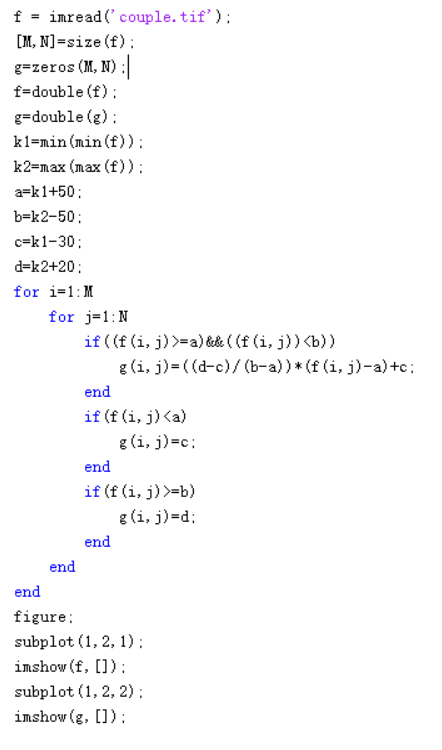 f = imread('couple.tif');
[M,N]=size(f);
g=zeros(M,N);
f=double(f);
g=double(g);
k1=min(min(f));
k2=max(max(f));
a=k1+50;
b=k2-50;
c=k1-30;
d=k2+20;
for i=1:M
    for j=1:N
        if((f(i,j)>=a)&&((f(i,j))<b))
            g(i,j)=((d-c)/(b-a))*(f(i,j)-a)+c;
        end
        if(f(i,j)<a)
            g(i,j)=c;
        end
        if(f(i,j)>=b)
            g(i,j)=d;
        end
    end
end
figure;
subplot(1,2,1);
imshow(f,[]);
subplot(1,2,2);
imshow(g,[]);